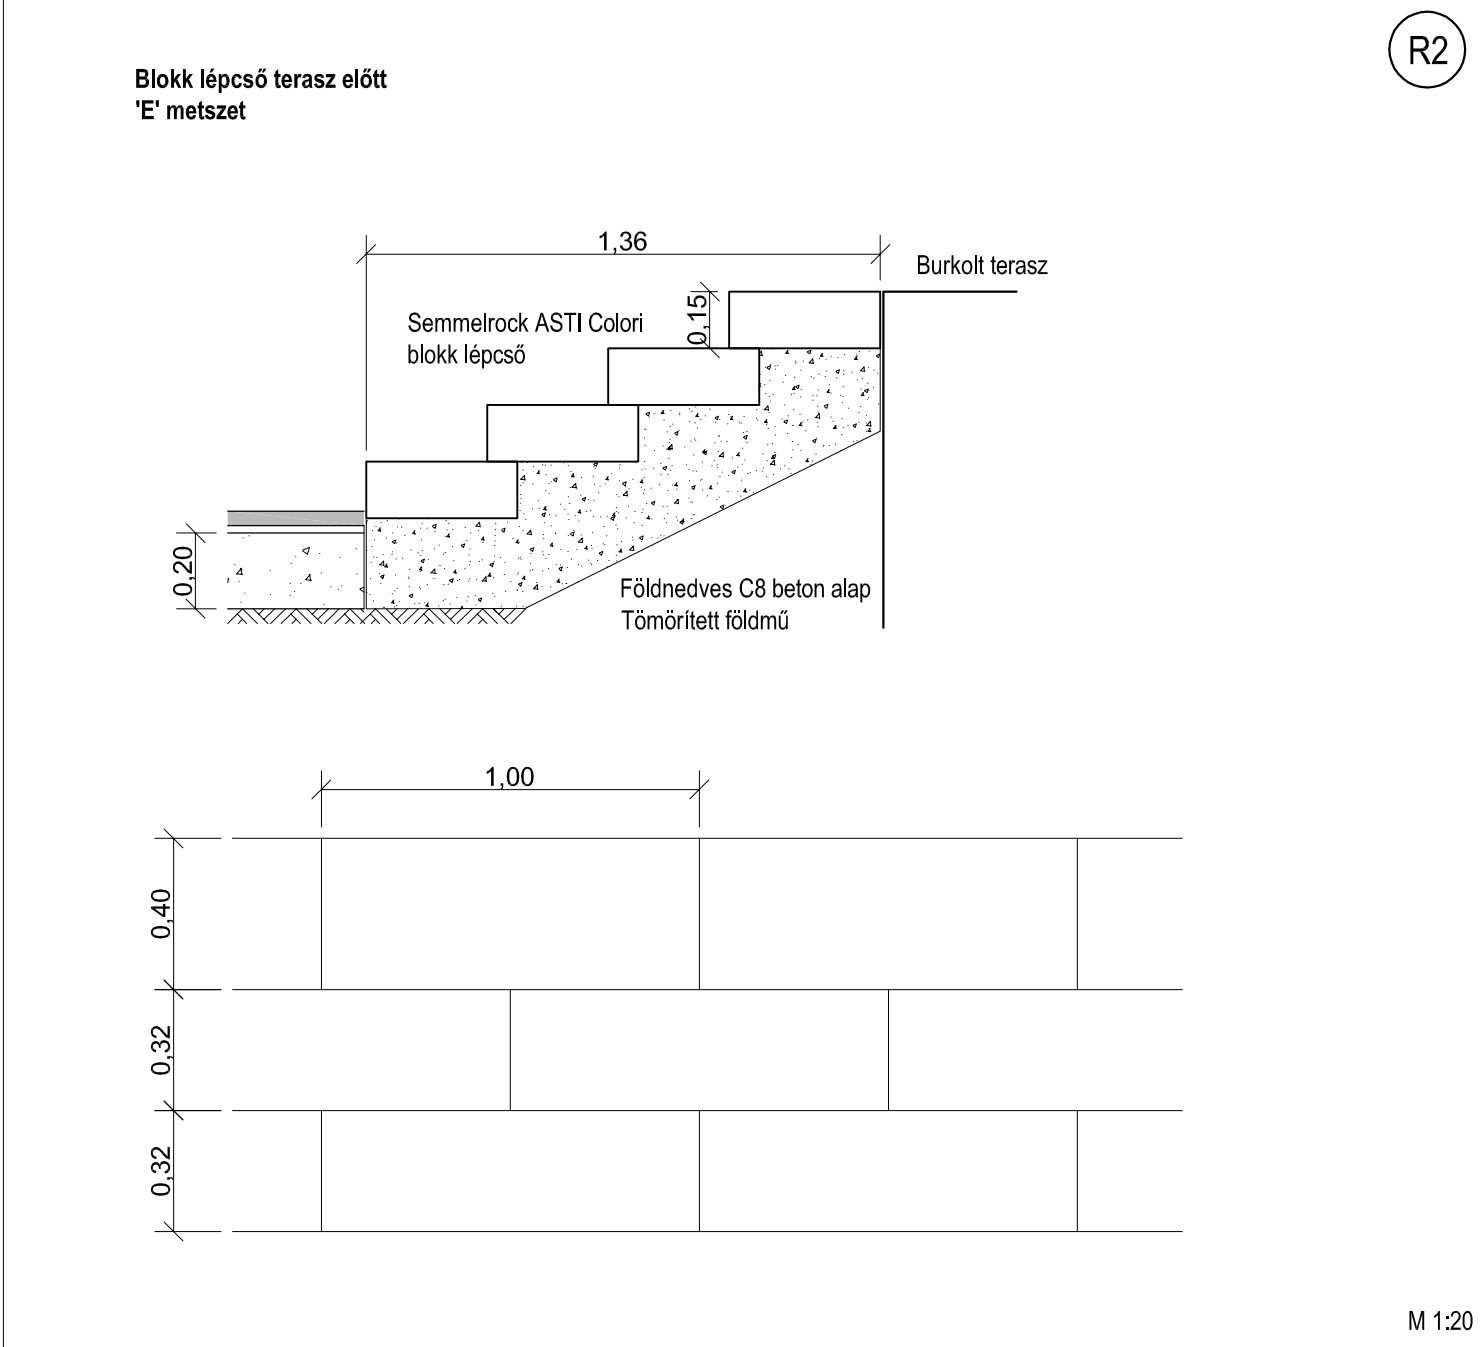 R2
Blokk lépcső terasz előtt
'E' metszet
1,36
Burkolt terasz
0,15
Semmelrock ASTI Colori
blokk lépcső
0,20
Földnedves C8 beton alap
Tömörített földmű
1,00
0,40
0,32
0,32
M 1:20